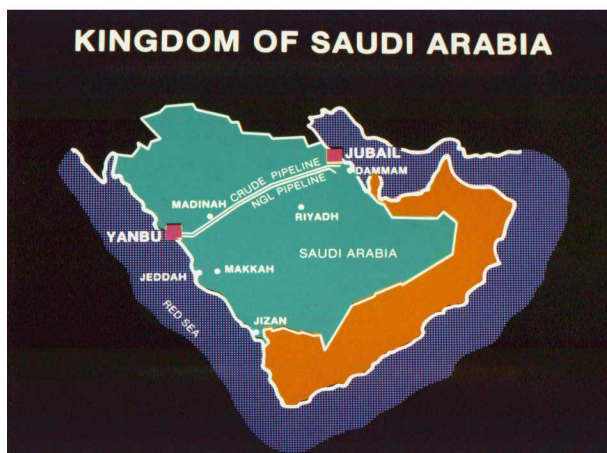 KINGDOM OF SAUDI ARABIA
JUBAIL
DAMMAM
CRUDE PIPELINE
NGL PIPELINE
MADINAH
RIYADH
YANBU
SAUDI ARABIA
JEDDAH
MAKKAH
RED SEA
JIZAN